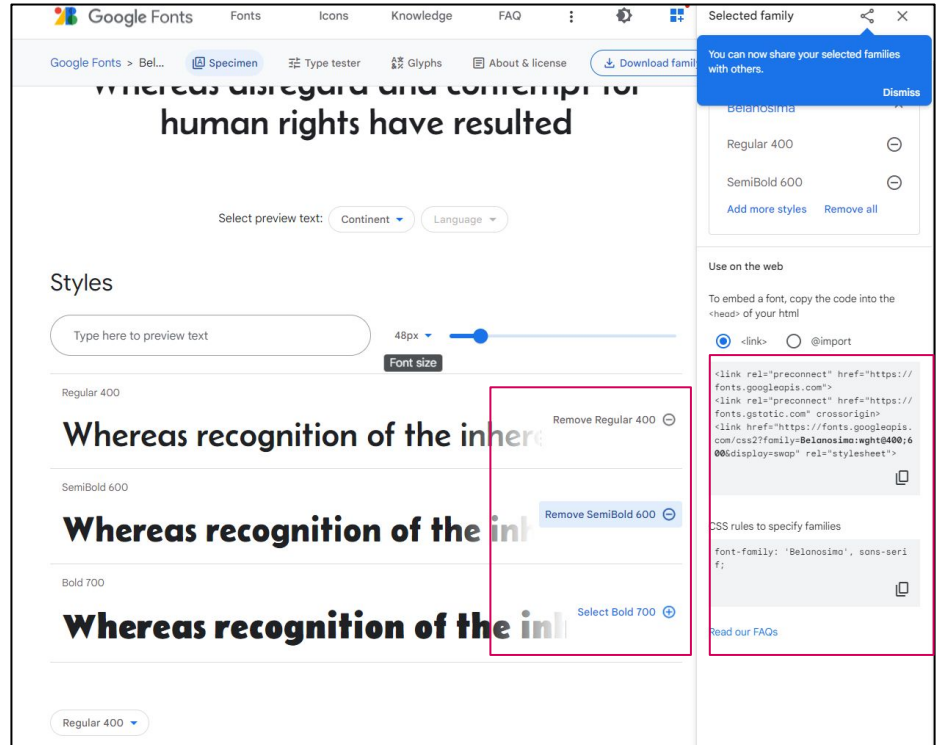 Google Fonts Fonts Icons Knowledge FAQ
Google Fonts > Bel... Specimen Type tester Glyphs About & license Download famil
Whereas disregard and contempt for
human rights have resulted
Select preview text: Continent Language
Styles
Type here to preview text 48px
Font size
Regular 400
Whereas recognition of the inhere
Remove Regular 400
SemiBold 600
Whereas recognition of the inh
Remove SemiBold 600
Bold 700
Whereas recognition of the inh
Select Bold 700
Regular 400
Selected family
You can now share your selected families
with others.
Dismiss
Belanosima
Regular 400
SemiBold 600
Add more styles Remove all
Use on the web
To embed a font, copy the code into the
<head> of your html
<link> @import
<link rel="preconnect" href="https://
fonts.googleapis.com">
<link rel="preconnect" href="https://
fonts.gstatic.com" crossorigin>
<link href="https://fonts.googleapis.
com/css2?family=Belanosima:wght@400;6
00&display=swap" rel="stylesheet">
CSS rules to specify families
font-family: 'Belanosima', sans-seri
f;
Read our FAQs